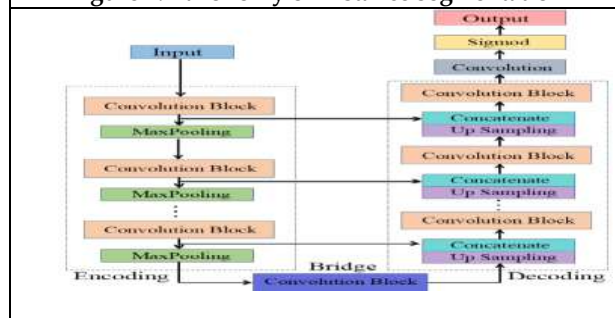 Output
Sigmod
Convolution
Input
Convolution Block
MaxPooling
Convolution Block
MaxPooling
Convolution Block
MaxPooling
Encoding
Bridge
Convolution Block
Decoding
Convolution Block
Concatenate
Up Sampling
Convolution Block
Concatenate
Up Sampling
Convolution Block
Concatenate
Up Sampling